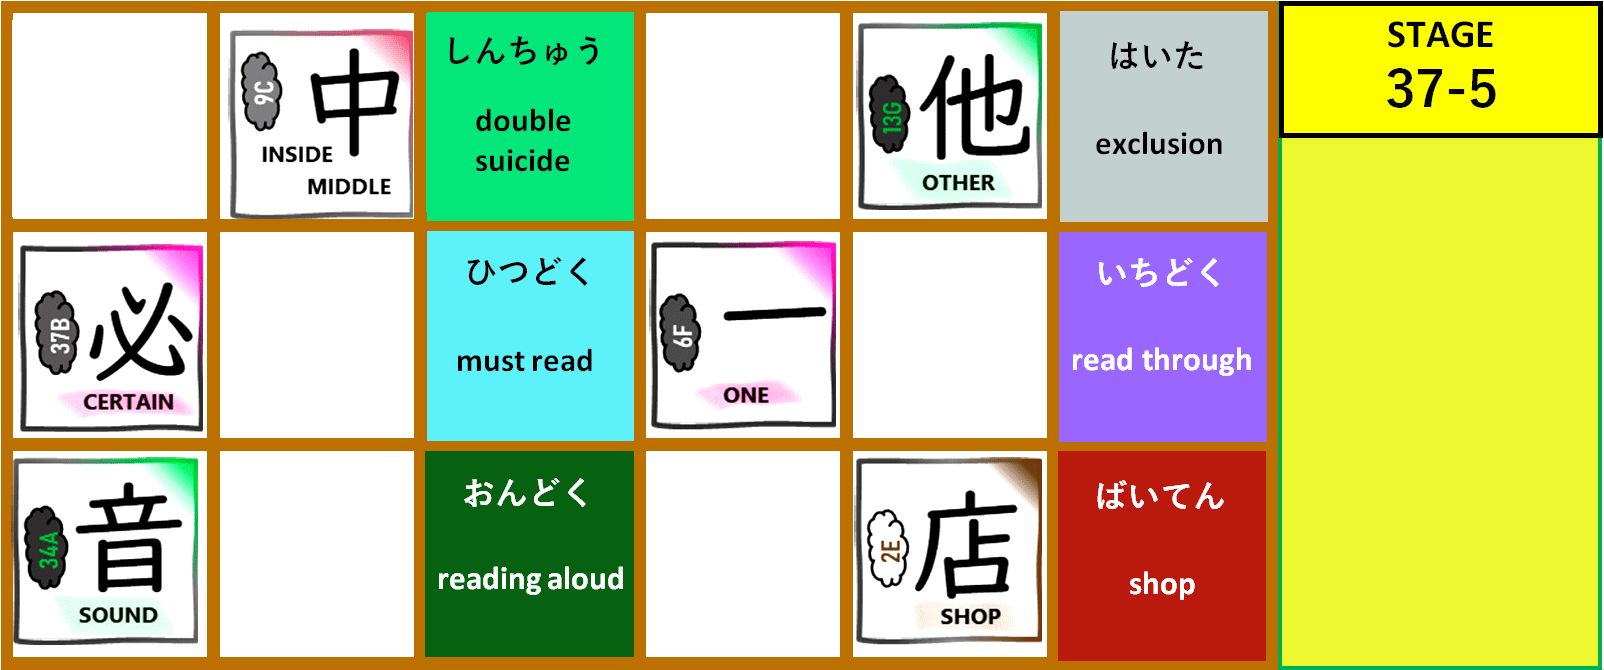 9C
中
INSIDE
MIDDLE
しんちゅう
double
suicide
13G
他
OTHER
はいた
exclusion
STAGE
37-5
37B
必
CERTAIN
ひつどく
must read
6F
一
ONE
いちどく
read through
34A
音
SOUND
おんどく
reading aloud
2E
店
SHOP
ばいてん
shop